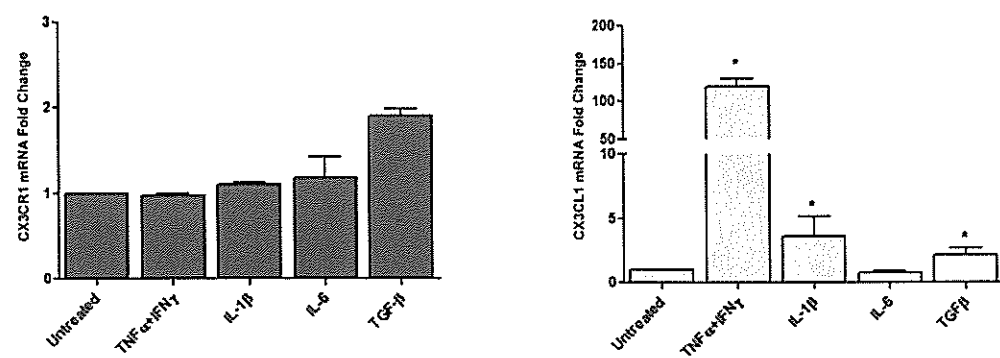 CX3CR1 mRNA Fold Change
3
2
1
0
Untreated
TNFα+IFNγ
IL-1β
IL-6
TGF-β
CX3CL1 mRNA Fold Change
200
150
100
50
10
5
0
*
*
*
Untreated
TNFα+IFNγ
IL-1β
IL-6
TGFβ